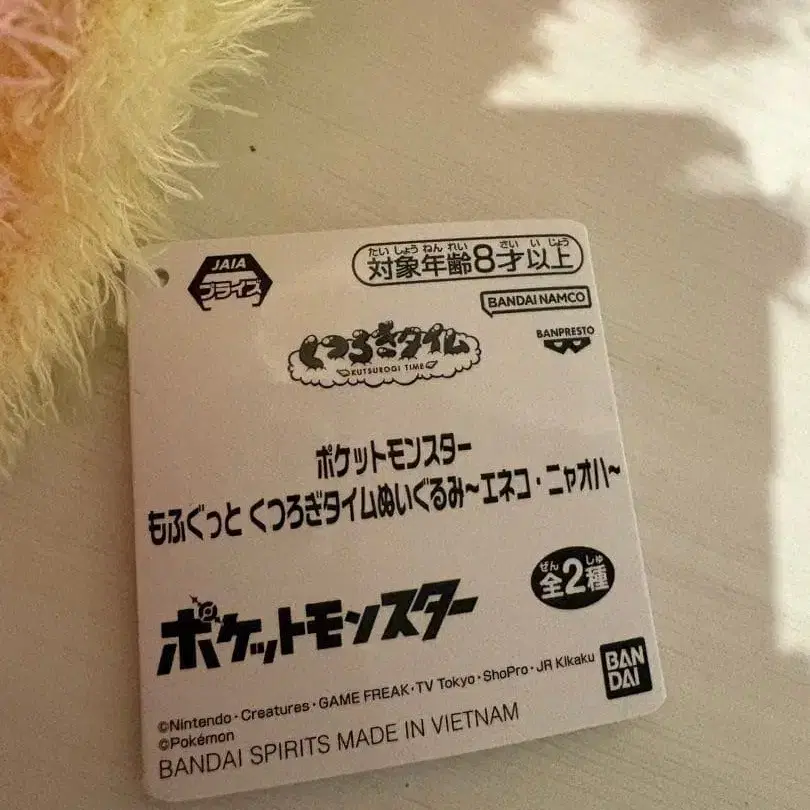 JAIA
プライズ
たいしょうねんれい さいいじょう
対象年齢8才以上
BANDAI NAMCO
BANPRESTO
くつろぎタイム
KUTSUROGI TIME
ポケットモンスター
もふぐっと くつろぎタイムぬいぐるみ~エネコ・ニャオハ~
ぜん しゅ
全2種
ポケットモンスター
©Nintendo・Creatures・GAME FREAK・TV Tokyo・ShoPro・JR Kikaku
©Pokémon
BANDAI SPIRITS MADE IN VIETNAM
BAN
DAI